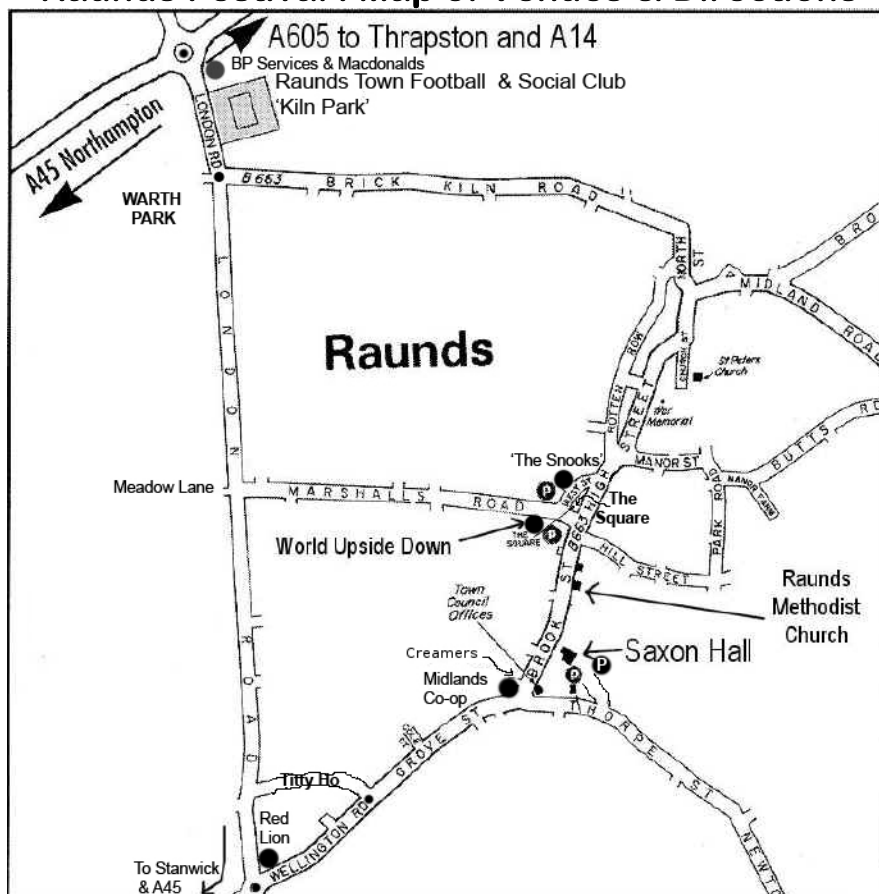 A605 to Thrapston and A14
BP Services & Macdonalds
Raunds Town Football & Social Club
'Kiln Park'
LONDON RD
A45 Northampton
B663 BRICK KILN ROAD
WARTH
PARK
NORTH ST
MIDLAND ROAD
LONDON ROAD
Raunds
ROTTEN ROW
CHURCH ST
St Peters
Church
War
Memorial
HIGH STREET
BUTTS
'The Snooks'
MANOR ST
MANOR FARM
Meadow Lane
MARSHALLS ROAD
P
The
Square
PARK ROAD
World Upside Down
THE
SQUARE
P
B663
HILL STREET
Town
Council
Offices
BROOK ST
Raunds
Methodist
Church
Creamers
Saxon Hall
Midlands
Co-op
P
P
GROVE ST
THORPE ST
Titty Ho
Red
Lion
WELLINGTON RD
To Stanwick
& A45